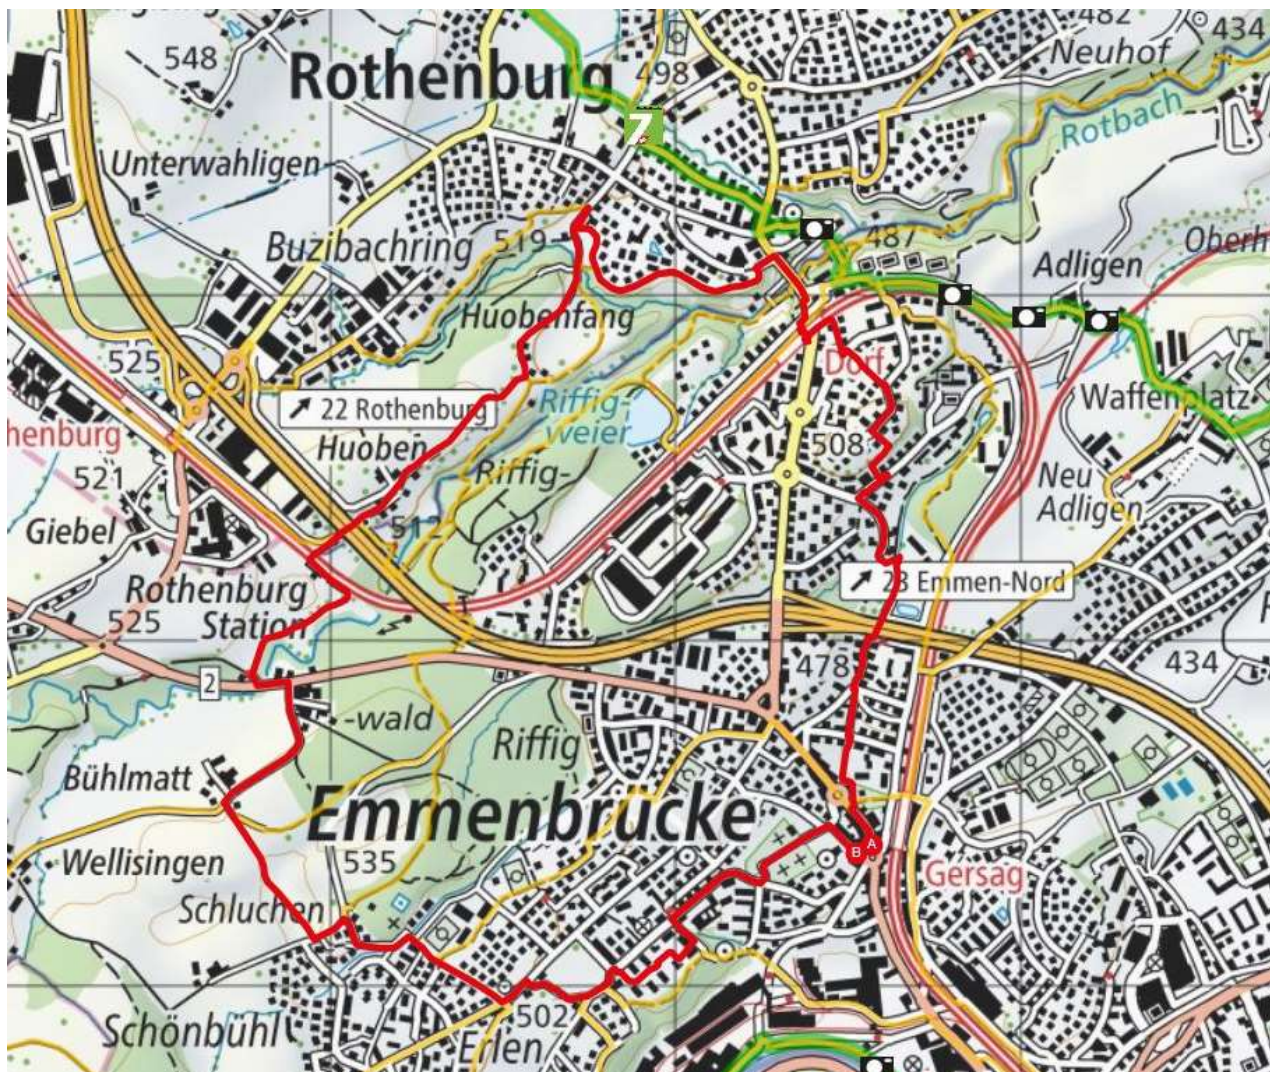 482
434
548
Neuhof
Rothenburg
498
7
Rotbach
Unterwahligen
519
487
Buzibachring
Adligen
Oberh
Huobenfang
525
Dorf
22 Rothenburg
Riffig-
weier
Waffenplatz
henburg
Huoben
508
521
Riffig-
Neu
Adligen
Giebel
512
23 Emmen-Nord
Rothenburg
Station
525
2
478
434
-wald
Riffig
Bühlmatt
Emmenbrücke
Wellisingen
535
B
A
Gersag
Schluchen
Schönbühl
502
Erlen